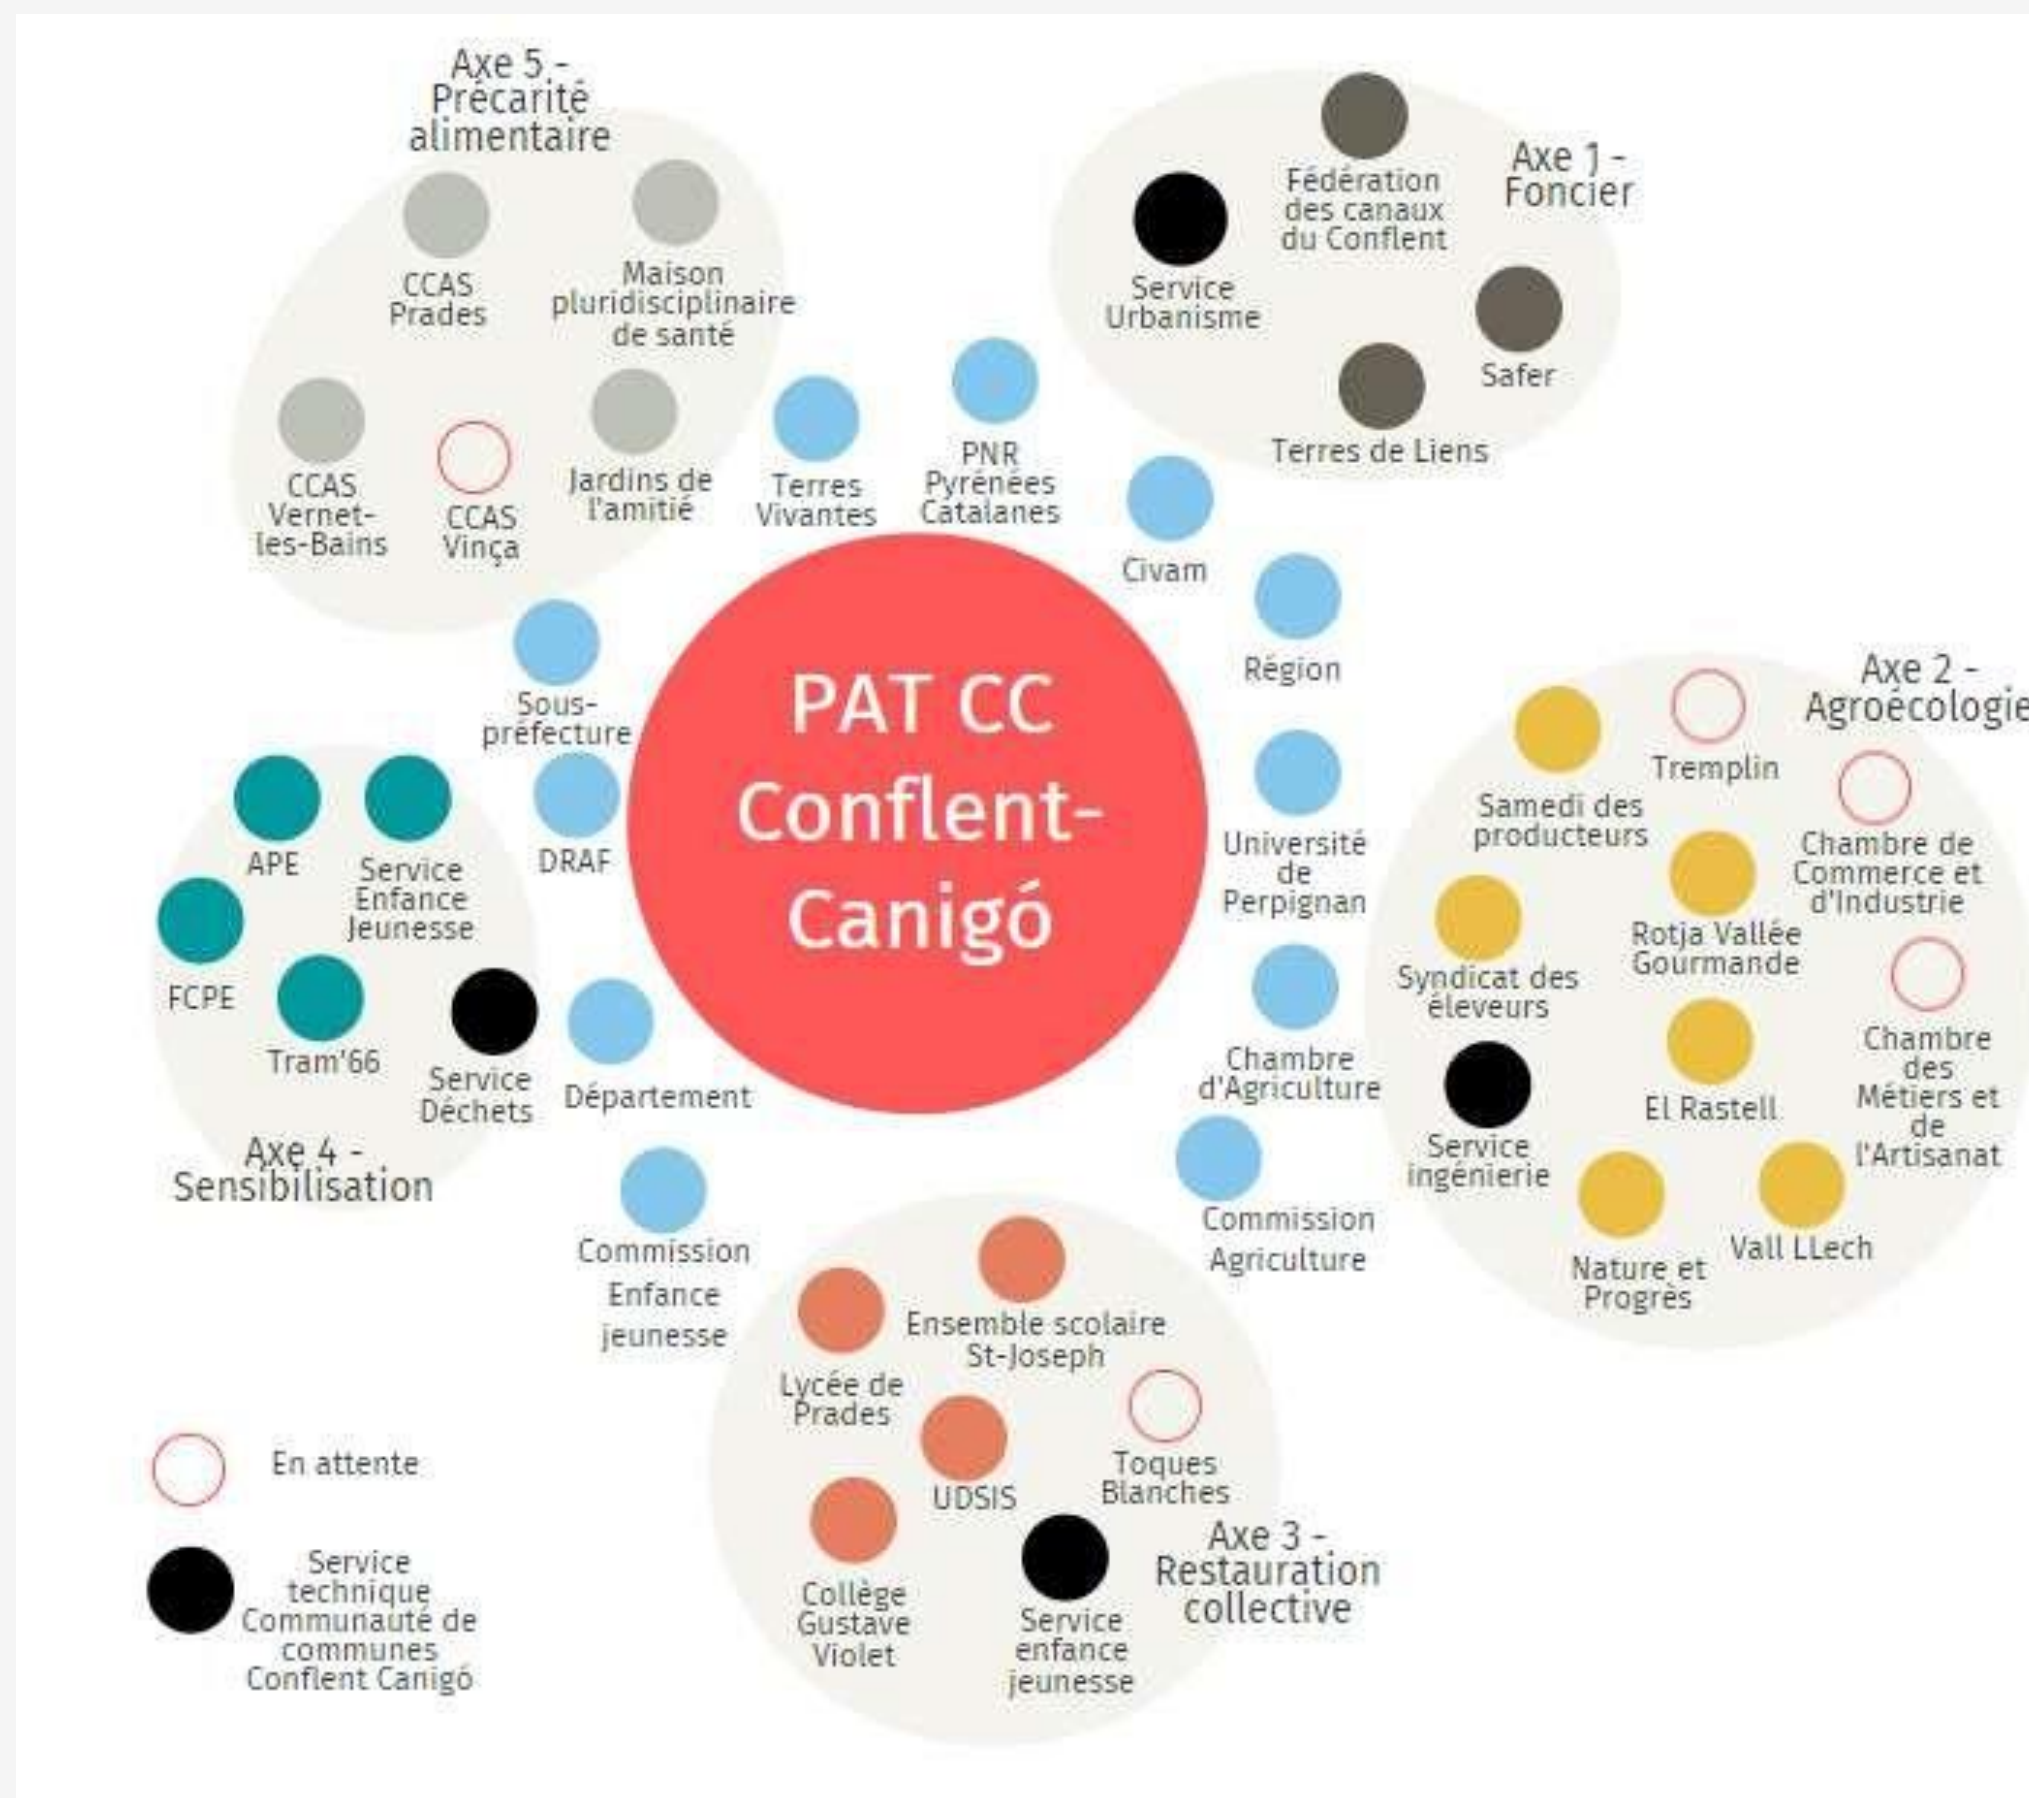 Axe 5 -
Précarité
alimentaire
CCAS
Prades
Maison
pluridisciplinaire
de santé
CCAS
Vernet-
les-Bains
CCAS
Vinça
Jardins de
l'amitié
Axe 1 -
Foncier
Fédération
des canaux
du Conflent
Service
Urbanisme
Safer
Terres de Liens
Terres
Vivantes
PNR
Pyrénées
Catalanes
Civam
Région
Université
de
Perpignan
Chambre
d'Agriculture
Commission
Agriculture
Sous-
préfecture
DRAF
Département
Commission
Enfance
jeunesse
PAT CC
Conflent-
Canigó
Axe 2 -
Agroécologie
Samedi des
producteurs
Tremplin
Chambre de
Commerce et
d'Industrie
Rotja Vallée
Gourmande
Syndicat des
éleveurs
Chambre
des
Métiers et
de
l'Artisanat
El Rastell
Service
ingénierie
Nature et
Progrès
Vall LLech
APE
Service
Enfance
Jeunesse
FCPE
Tram'66
Service
Déchets
Axe 4 -
Sensibilisation
Ensemble scolaire
St-Joseph
Lycée de
Prades
UDSIS
Toques
Blanches
Collège
Gustave
Violet
Service
enfance
jeunesse
Axe 3 -
Restauration
collective
En attente
Service
technique
Communauté de
communes
Conflent Canigó